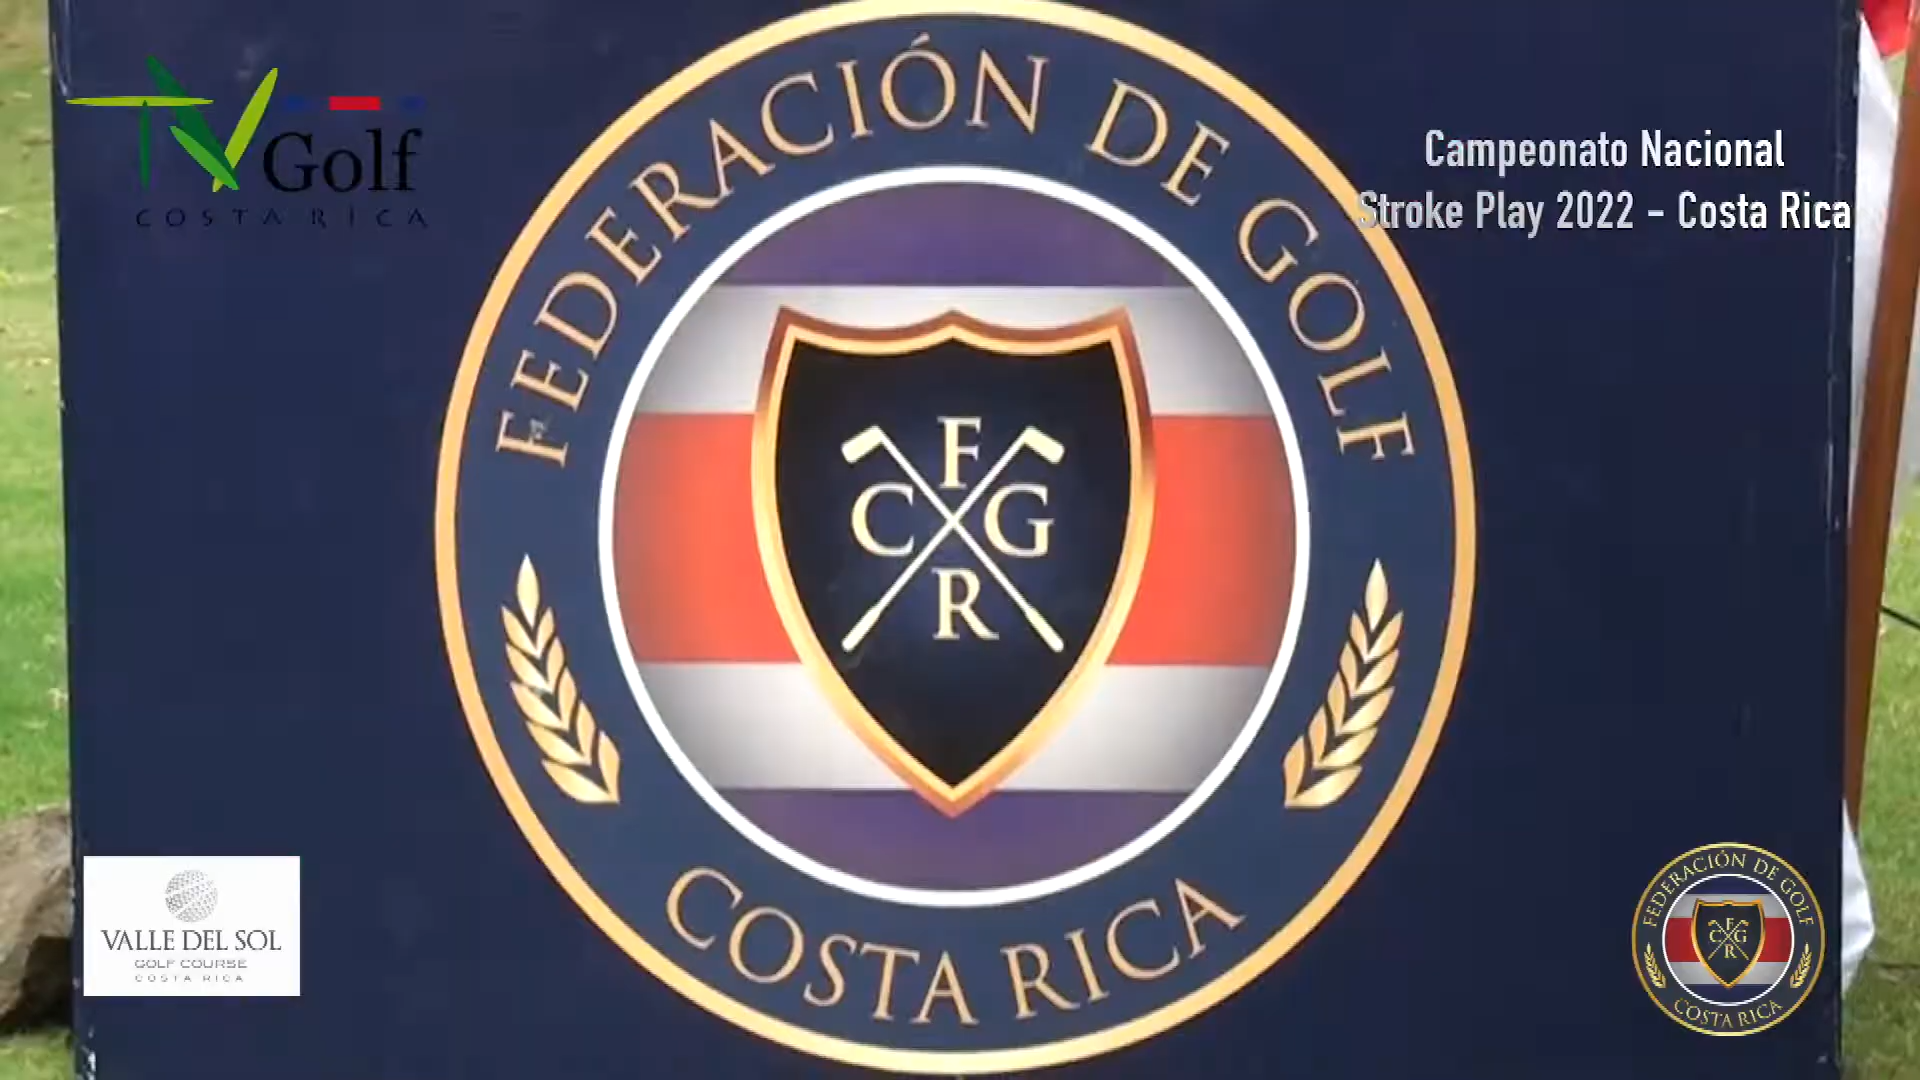 TV Golf
COSTA RICA
Campeonato Nacional
Stroke Play 2022 - Costa Rica
FEDERACIÓN DE GOLF
F
C G
R
COSTA RICA
VALLE DEL SOL
GOLF COURSE
COSTA RICA
FEDERACIÓN DE GOLF
F
C G
R
COSTA RICA